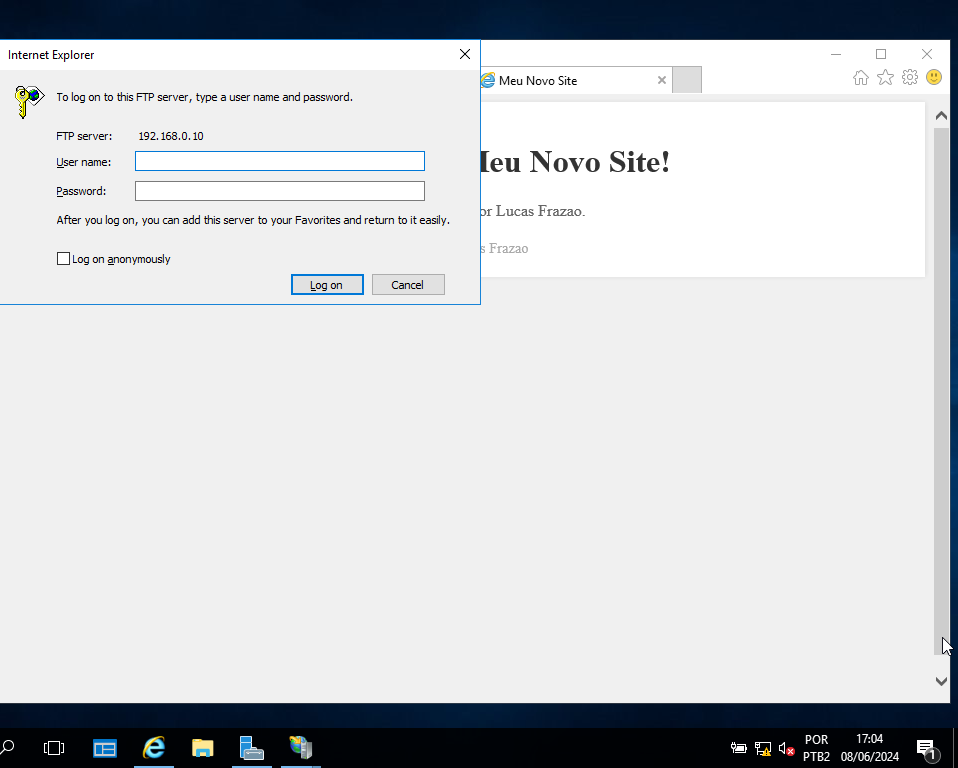 Internet Explorer
To log on to this FTP server, type a user name and password.
FTP server: 192.168.0.10
User name:
Password:
After you log on, you can add this server to your Favorites and return to it easily.
Log on anonymously
Log on Cancel
Meu Novo Site
Meu Novo Site!
or Lucas Frazao.
s Frazao
POR
PTB2
17:04
08/06/2024
1